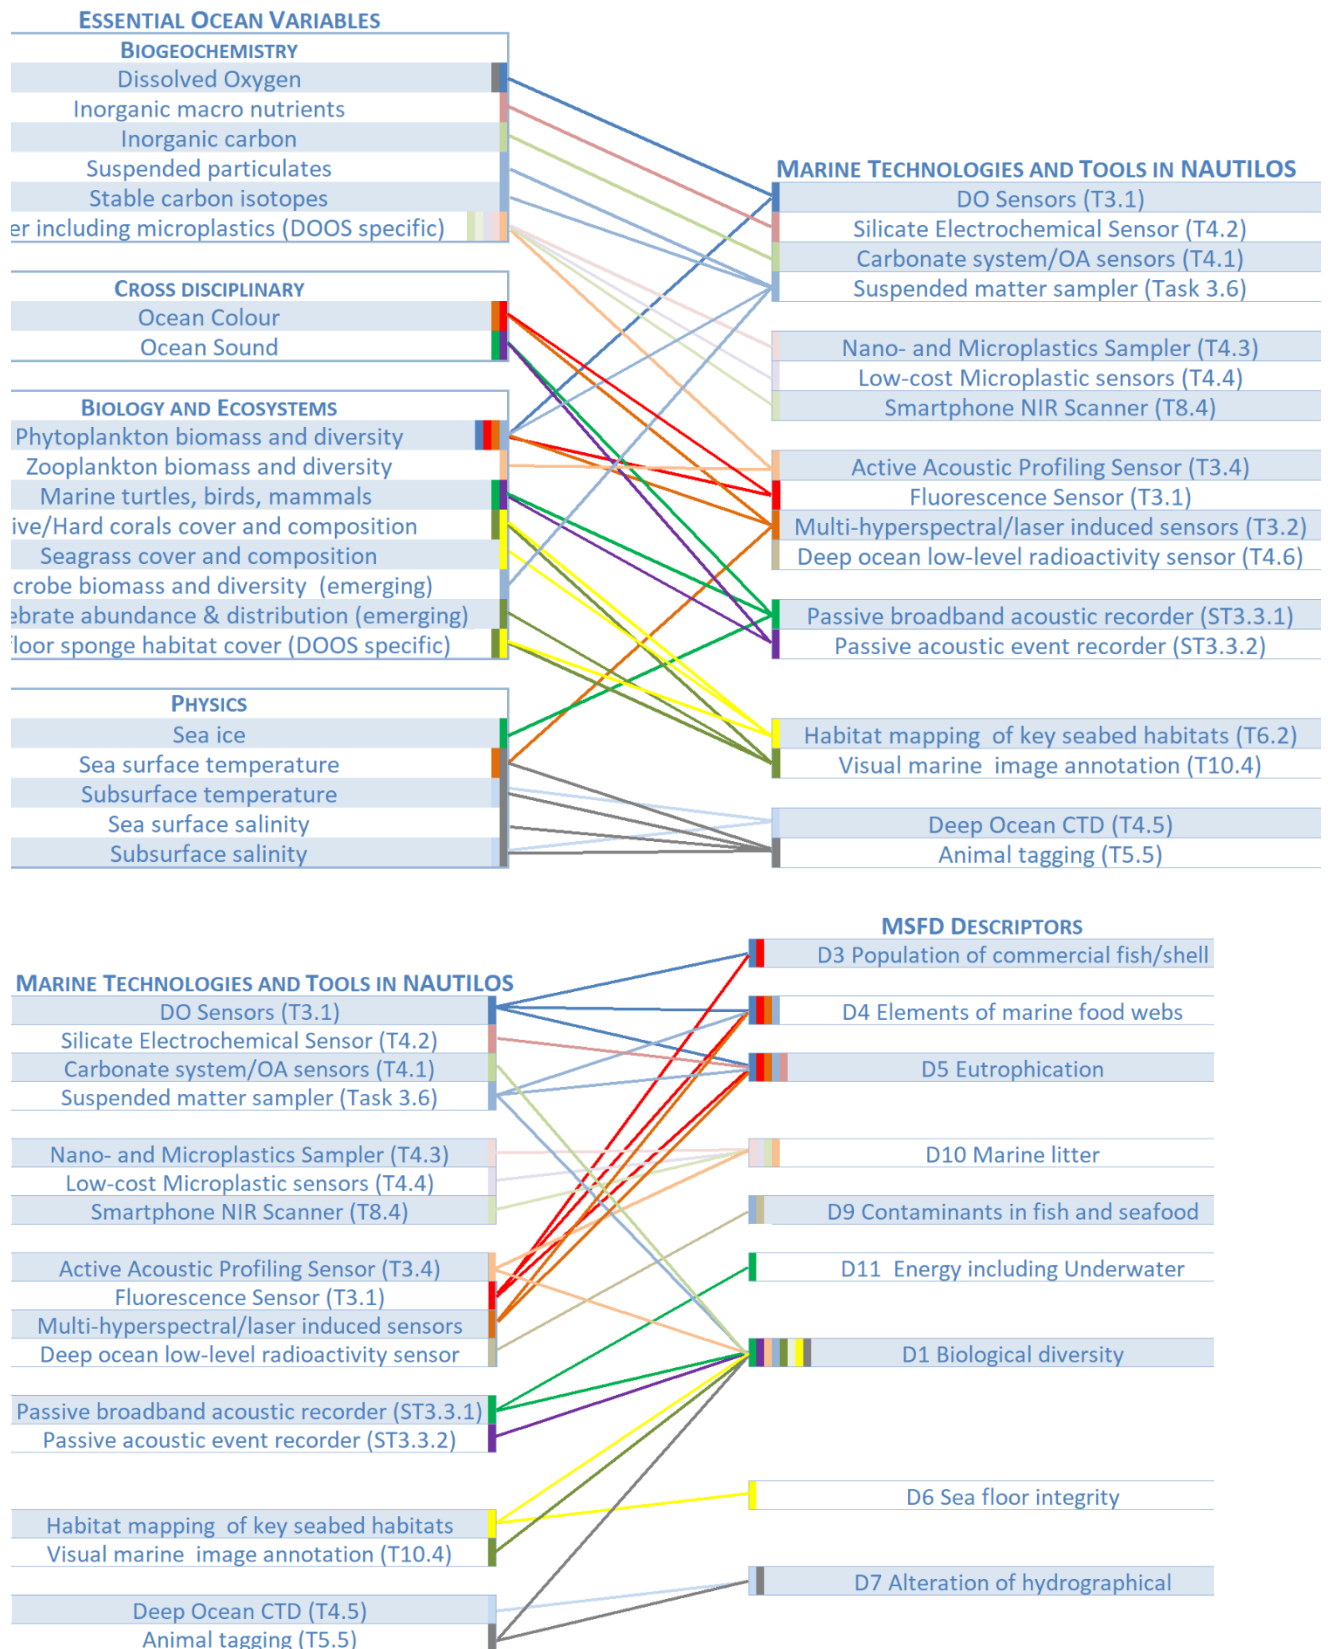 ESSENTIAL OCEAN VARIABLES
BIOGEOCHEMISTRY
Dissolved Oxygen
Inorganic macro nutrients
Inorganic carbon
Suspended particulates
Stable carbon isotopes
er including microplastics (DOOS specific)
CROSS DISCIPLINARY
Ocean Colour
Ocean Sound
BIOLOGY AND ECOSYSTEMS
Phytoplankton biomass and diversity
Zooplankton biomass and diversity
Marine turtles, birds, mammals
ive/Hard corals cover and composition
Seagrass cover and composition
crobe biomass and diversity (emerging)
ebrate abundance & distribution (emerging)
floor sponge habitat cover (DOOS specific)
PHYSICS
Sea ice
Sea surface temperature
Subsurface temperature
Sea surface salinity
Subsurface salinity
MARINE TECHNOLOGIES AND TOOLS IN NAUTILOS
DO Sensors (T3.1)
Silicate Electrochemical Sensor (T4.2)
Carbonate system/OA sensors (T4.1)
Suspended matter sampler (Task 3.6)
Nano- and Microplastics Sampler (T4.3)
Low-cost Microplastic sensors (T4.4)
Smartphone NIR Scanner (T8.4)
Active Acoustic Profiling Sensor (T3.4)
Fluorescence Sensor (T3.1)
Multi-hyperspectral/laser induced sensors (T3.2)
Deep ocean low-level radioactivity sensor (T4.6)
Passive broadband acoustic recorder (ST3.3.1)
Passive acoustic event recorder (ST3.3.2)
Habitat mapping of key seabed habitats (T6.2)
Visual marine image annotation (T10.4)
Deep Ocean CTD (T4.5)
Animal tagging (T5.5)
MARINE TECHNOLOGIES AND TOOLS IN NAUTILOS
DO Sensors (T3.1)
Silicate Electrochemical Sensor (T4.2)
Carbonate system/OA sensors (T4.1)
Suspended matter sampler (Task 3.6)
Nano- and Microplastics Sampler (T4.3)
Low-cost Microplastic sensors (T4.4)
Smartphone NIR Scanner (T8.4)
Active Acoustic Profiling Sensor (T3.4)
Fluorescence Sensor (T3.1)
Multi-hyperspectral/laser induced sensors
Deep ocean low-level radioactivity sensor
Passive broadband acoustic recorder (ST3.3.1)
Passive acoustic event recorder (ST3.3.2)
Habitat mapping of key seabed habitats
Visual marine image annotation (T10.4)
Deep Ocean CTD (T4.5)
Animal tagging (T5.5)
MSFD DESCRIPTORS
D3 Population of commercial fish/shell
D4 Elements of marine food webs
D5 Eutrophication
D10 Marine litter
D9 Contaminants in fish and seafood
D11 Energy including Underwater
D1 Biological diversity
D6 Sea floor integrity
D7 Alteration of hydrographical